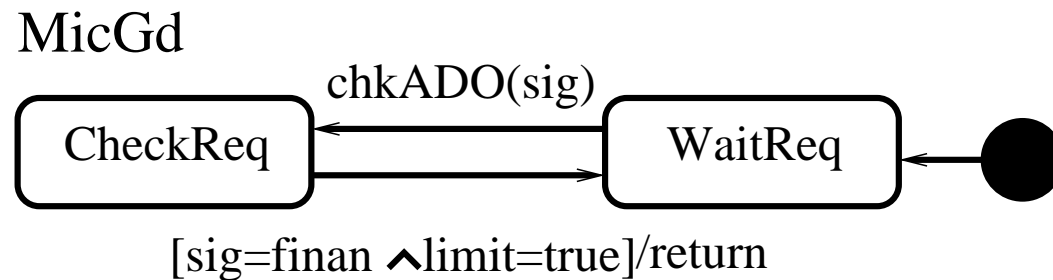 MicGd
chkADO(sig)
CheckReq
WaitReq
[sig=finan ∧limit=true]/return